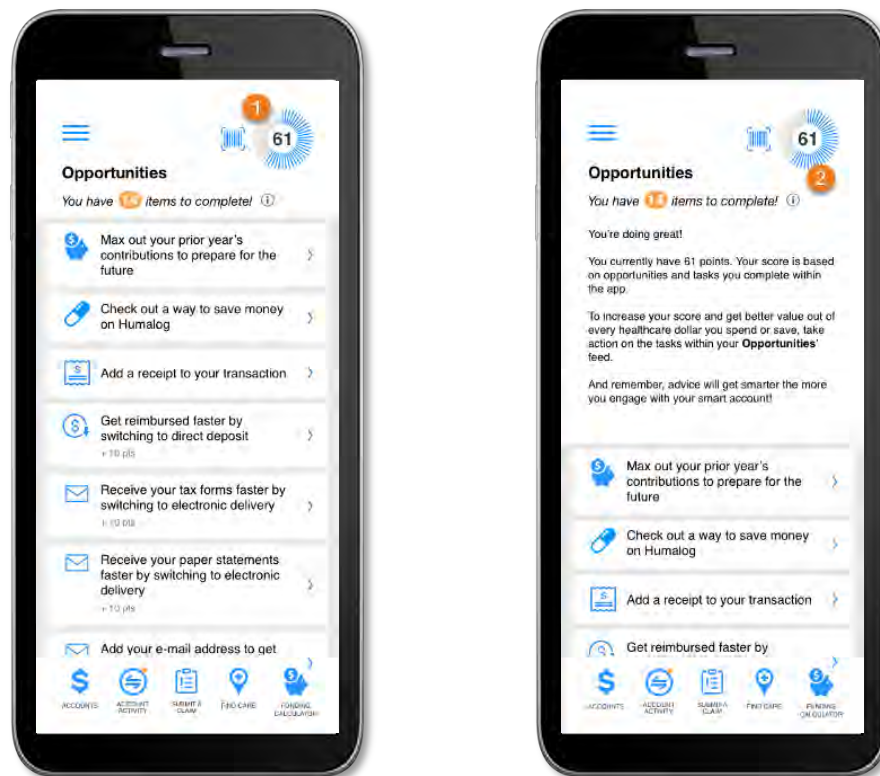 1
61
Opportunities
You have items to complete!
Max out your prior year's
contributions to prepare for the
future
Check out a way to save money
on Humalog
Add a receipt to your transaction
Get reimbursed faster by
switching to direct deposit
+ 10 pts
Receive your tax forms faster by
switching to electronic delivery
+ 10 pts
Receive your paper statements
faster by switching to electronic
delivery
+ 10 pts
Add your e-mail address to get
ACCOUNTS
ACCOUNT
ACTIVITY
SUBMIT A
CLAIM
FIND CARE
FUNDING
CALCULATOR
61
2
Opportunities
You have items to complete!
You're doing great!
You currently have 61 points. Your score is based
on opportunities and tasks you complete within
the app.
To increase your score and get better value out of
every healthcare dollar you spend or save, take
action on the tasks within your Opportunities'
feed.
And remember, advice will get smarter the more
you engage with your smart account!
Max out your prior year's
contributions to prepare for the
future
Check out a way to save money
on Humalog
Add a receipt to your transaction
Get reimbursed faster by
ACCOUNTS
ACCOUNT
ACTIVITY
SUBMIT A
CLAIM
FIND CARE
FUNDING
CALCULATOR